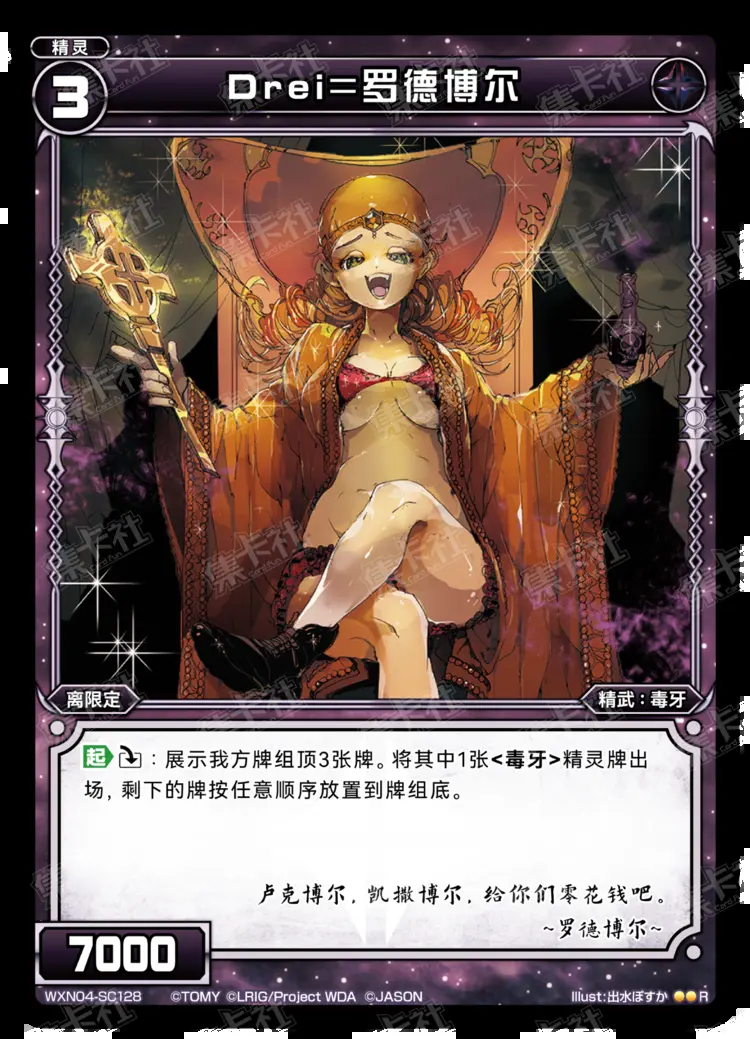 精灵
3
Drei=罗德博尔
离限定
精武：毒牙
起：展示我方牌组顶3张牌。将其中1张<毒牙>精灵牌出
场，剩下的牌按任意顺序放置到牌组底。
卢克博尔，凯撒博尔，给你们零花钱吧。
~罗德博尔~
7000
WXN04-SC128 ©TOMY ©LRIG/Project WDA ©JASON Illust:出水ぽすか R
集卡社